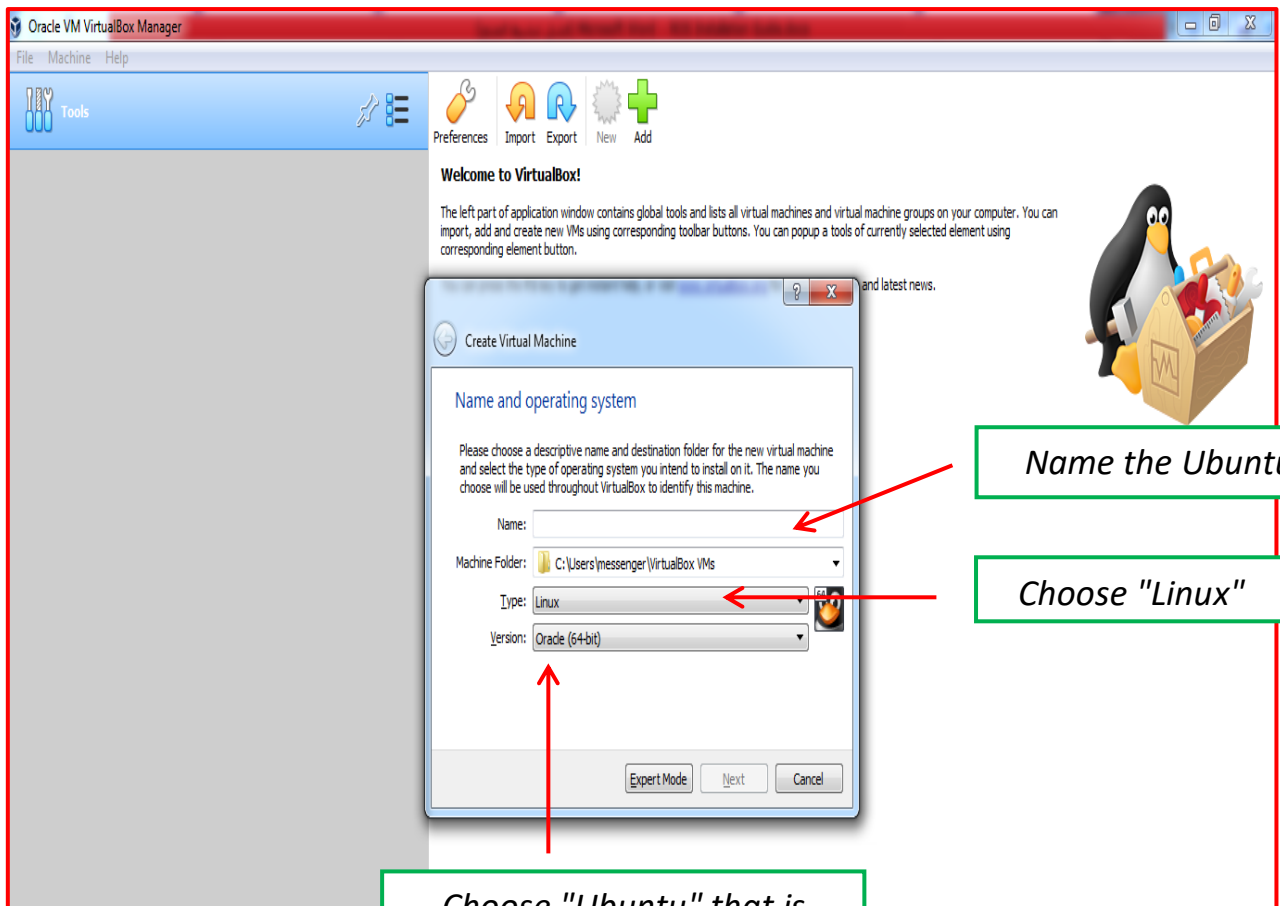 Oracle VM VirtualBox Manager
File Machine Help
Tools
Preferences Import Export New Add
Welcome to VirtualBox!
The left part of application window contains global tools and lists all virtual machines and virtual machine groups on your computer. You can
import, add and create new VMs using corresponding toolbar buttons. You can popup a tools of currently selected element using
corresponding element button.
and latest news.
Create Virtual Machine
Name and operating system
Please choose a descriptive name and destination folder for the new virtual machine
and select the type of operating system you intend to install on it. The name you
choose will be used throughout VirtualBox to identify this machine.
Name:
Machine Folder: C:\Users\messenger\VirtualBox VMs
Type: Linux
64
Version: Oracle (64-bit)
Expert Mode Next Cancel
Name the Ubuntu
Choose "Linux"
Choose "Ubuntu" that is